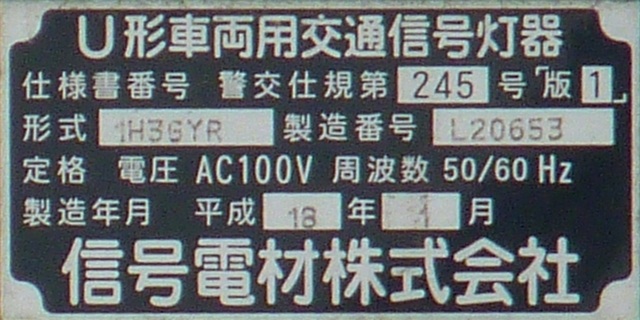 U形車両用交通信号灯器
仕様書番号 警交仕規第 245 号「版 1」
形式 1H3GYR 製造番号 L20653
定格 電圧 AC100V 周波数 50/60 Hz
製造年月 平成 18 年 1 月
信号電材株式会社